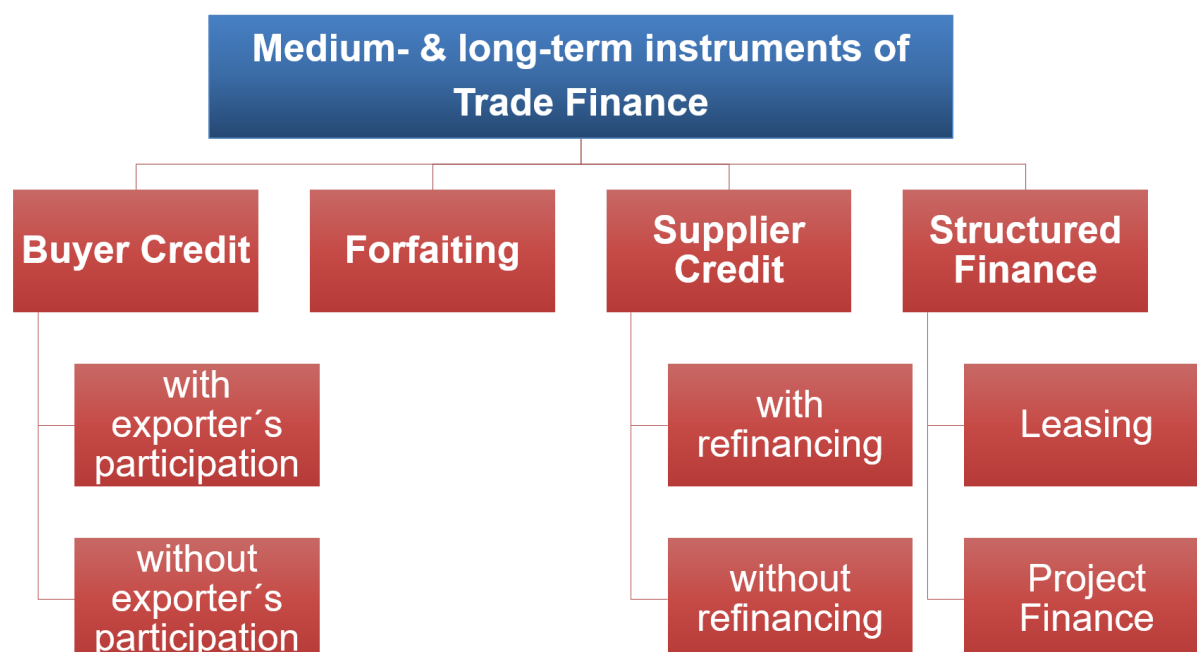 Medium- & long-term instruments of
Trade Finance
Buyer Credit
Forfaiting
Supplier
Credit
Structured
Finance
with
exporter´s
participation
with
refinancing
Leasing
without
exporter´s
participation
without
refinancing
Project
Finance